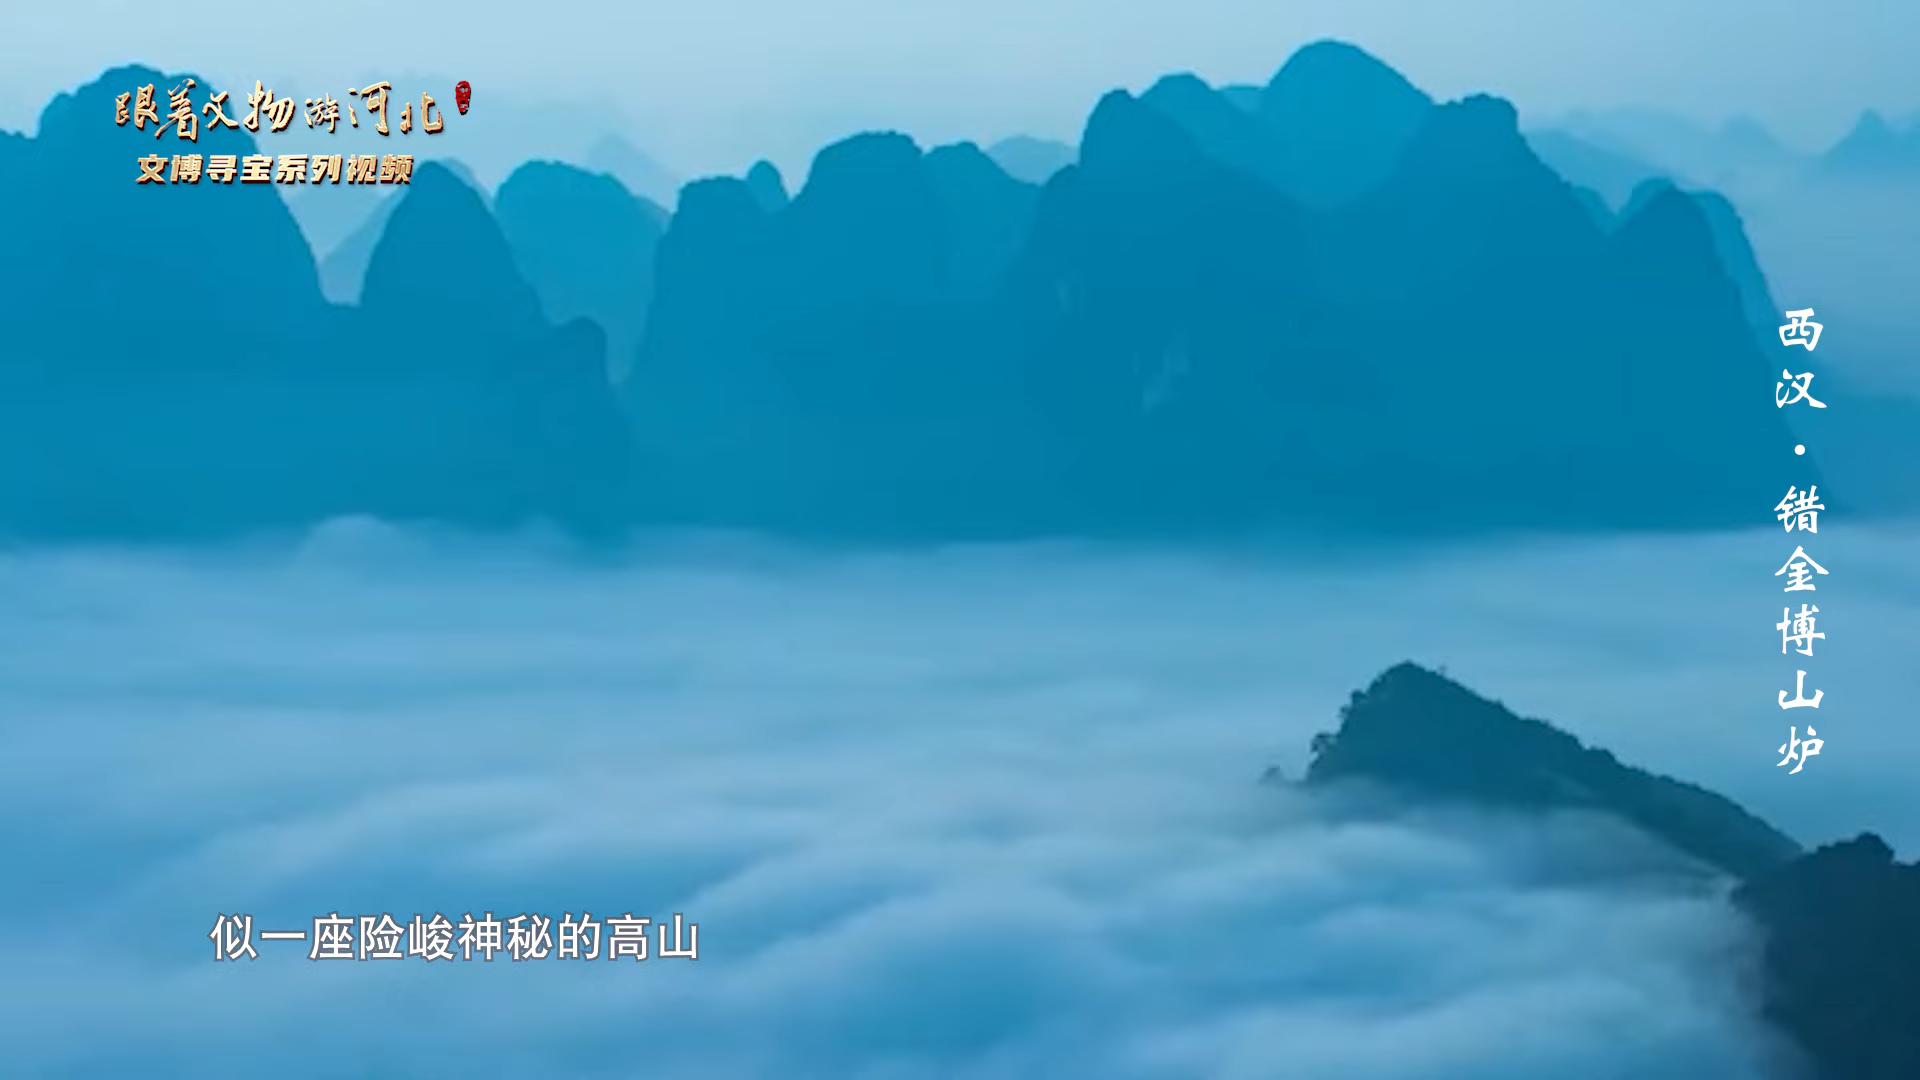 跟着文物游河北
文博寻宝系列视频
西汉·错金博山炉
似一座险峻神秘的高山